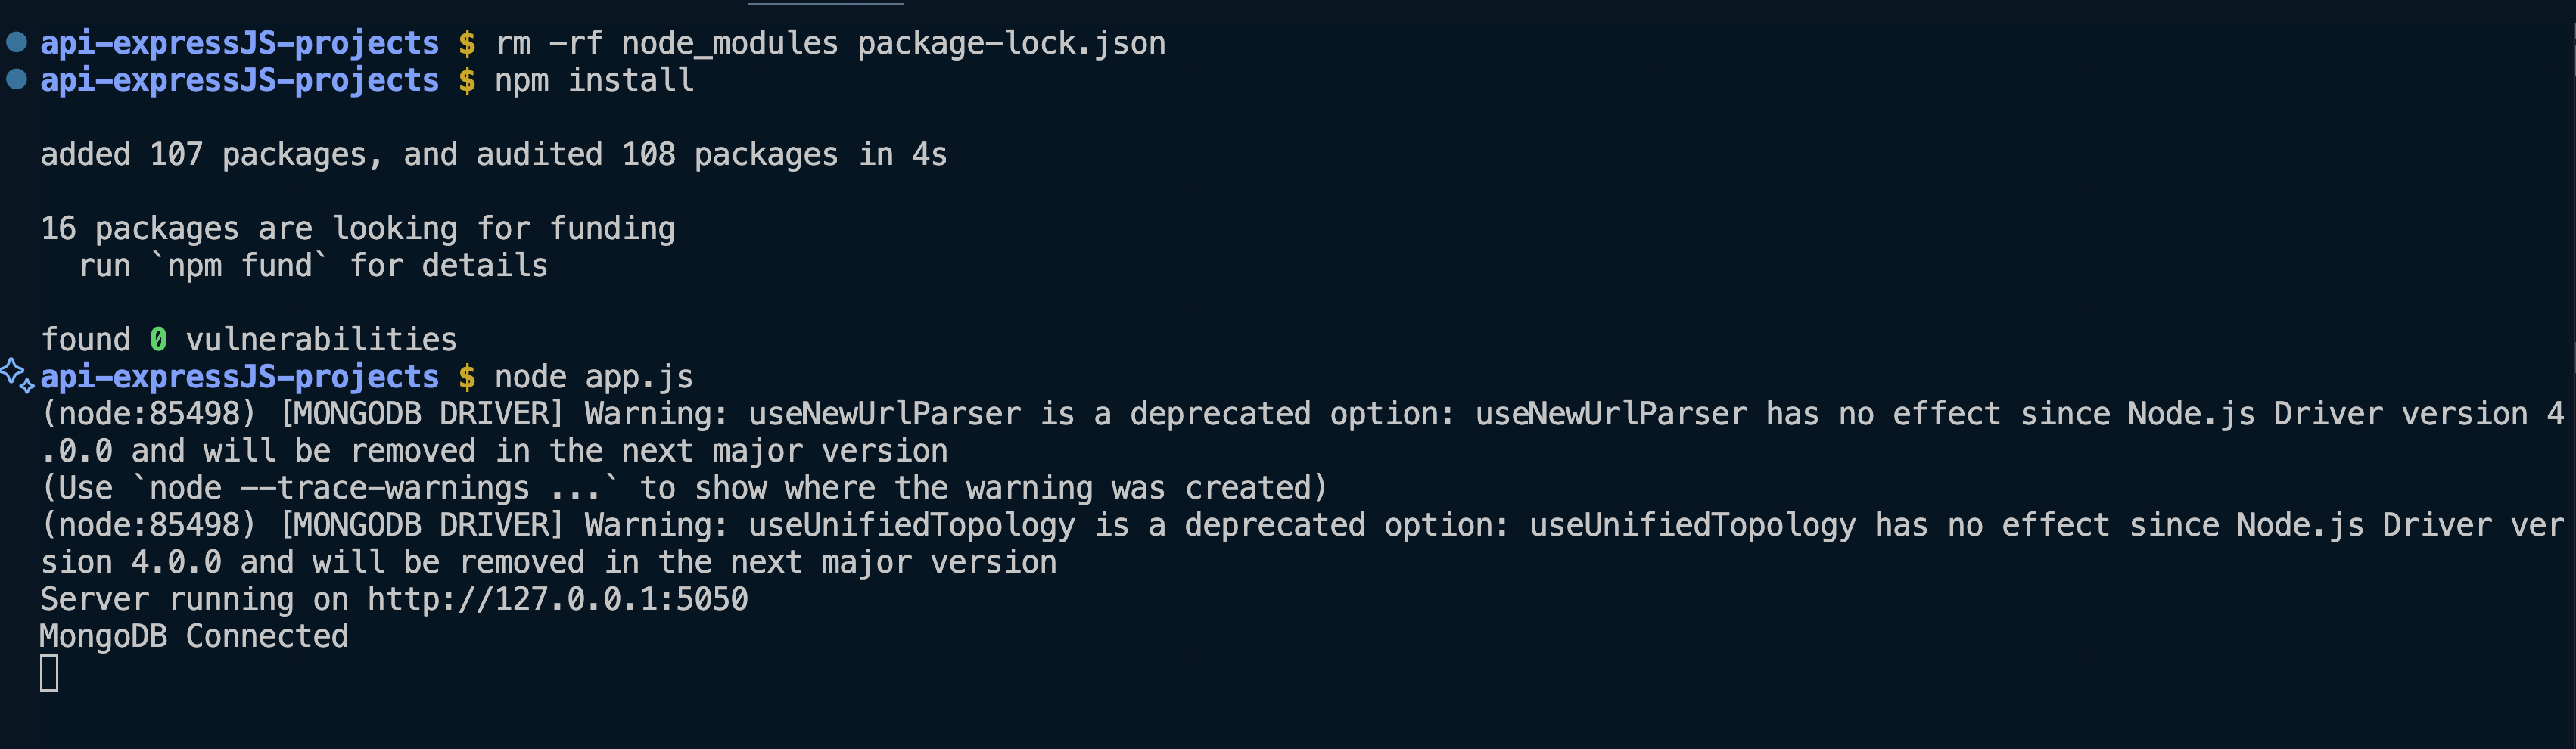 api-expressJS-projects $ rm -rf node_modules package-lock.json
api-expressJS-projects $ npm install
added 107 packages, and audited 108 packages in 4s
16 packages are looking for funding
  run `npm fund` for details
found 0 vulnerabilities
api-expressJS-projects $ node app.js
(node:85498) [MONGODB DRIVER] Warning: useNewUrlParser is a deprecated option: useNewUrlParser has no effect since Node.js Driver version 4
.0.0 and will be removed in the next major version
(Use `node --trace-warnings ...` to show where the warning was created)
(node:85498) [MONGODB DRIVER] Warning: useUnifiedTopology is a deprecated option: useUnifiedTopology has no effect since Node.js Driver ver
sion 4.0.0 and will be removed in the next major version
Server running on http://127.0.0.1:5050
MongoDB Connected